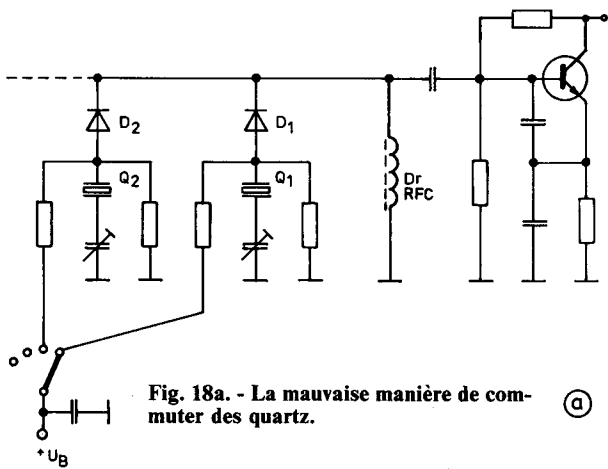 D2
D1
Q2
Q1
Dr
RFC
+UB
Fig. 18a. - La mauvaise manière de com-
muter des quartz.
a